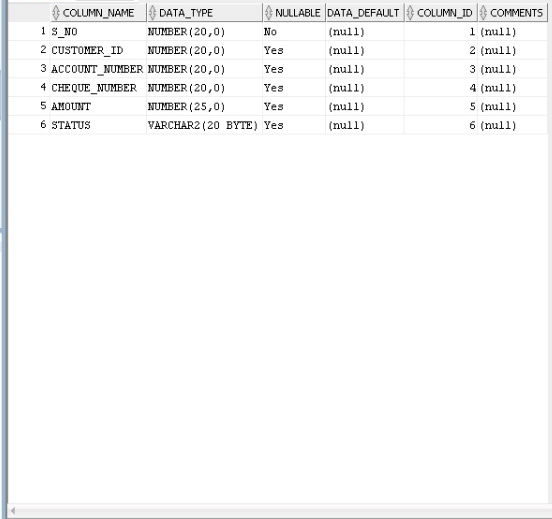 COLUMN_NAME DATA_TYPE NULLABLE DATA_DEFAULT COLUMN_ID COMMENTS
1 S_NO NUMBER(20,0) No (null) 1 (null)
2 CUSTOMER_ID NUMBER(20,0) Yes (null) 2 (null)
3 ACCOUNT_NUMBER NUMBER(20,0) Yes (null) 3 (null)
4 CHEQUE_NUMBER NUMBER(20,0) Yes (null) 4 (null)
5 AMOUNT NUMBER(25,0) Yes (null) 5 (null)
6 STATUS VARCHAR2(20 BYTE) Yes (null) 6 (null)